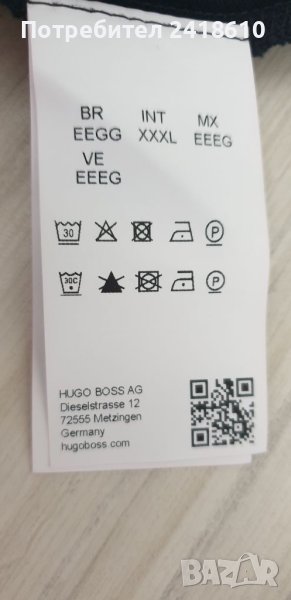 Потребител 2418610
BR INT MX
EEGG XXXL EEEG
VE
EEEG
30 P
30C P
HUGO BOSS AG
Dieselstrasse 12
72555 Metzingen
Germany
hugoboss.com
BAZAR